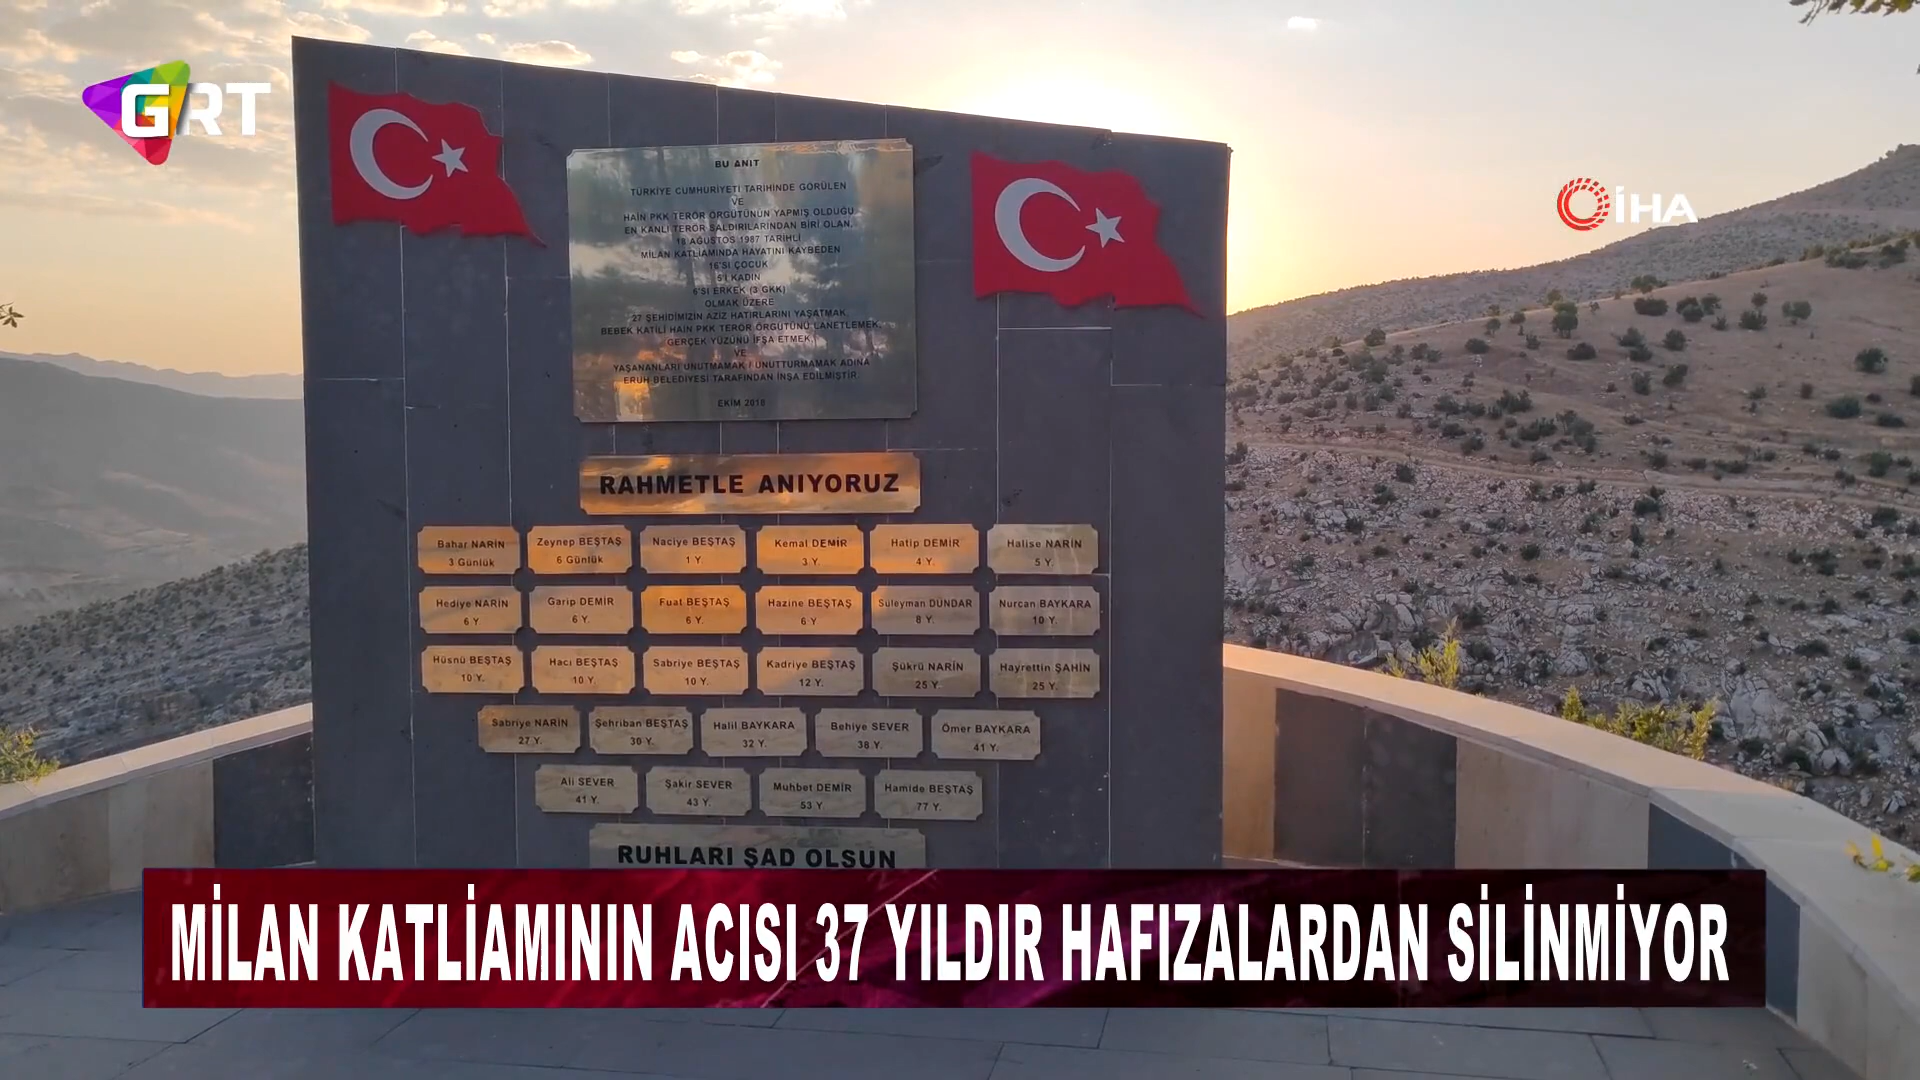 GRT
İHA
BU ANIT
TÜRKİYE CUMHURİYETİ TARİHİNDE GÖRÜLEN
VE
HAİN PKK TERÖR ÖRGÜTÜNÜN YAPMIŞ OLDUĞU
EN KANLI TERÖR SALDIRILARINDAN BİRİ OLAN,
18 AĞUSTOS 1987 TARİHLİ
MİLAN KATLİAMINDA HAYATINI KAYBEDEN
16'SI ÇOCUK
5'İ KADIN
6'SI ERKEK (3 GKK)
OLMAK ÜZERE
27 ŞEHİDİMİZİN AZİZ HATIRLARINI YAŞATMAK,
BEBEK KATİLİ HAİN PKK TERÖR ÖRGÜTÜNÜ LANETLEMEK,
GERÇEK YÜZÜNÜ İFŞA ETMEK,
VE
YAŞANANLARI UNUTMAMAK / UNUTTURMAMAK ADINA
ERUH BELEDİYESİ TARAFINDAN İNŞA EDİLMİŞTİR.
EKİM 2018
RAHMETLE ANIYORUZ
Bahar NARİN Zeynep BEŞTAŞ Naciye BEŞTAŞ Kemal DEMİR Hatip DEMİR Halise NARİN
3 Günlük 6 Günlük 1 Y. 3 Y. 4 Y. 5 Y.
Hediye NARİN Garip DEMİR Fuat BEŞTAŞ Hazine BEŞTAŞ Süleyman DÜNDAR Nurcan BAYKARA
6 Y 6 Y. 6 Y. 6 Y 8 Y. 10 Y.
Hüsnü BEŞTAŞ Hacı BEŞTAŞ Sabriye BEŞTAŞ Kadriye BEŞTAŞ Şükrü NARİN Hayrettin ŞAHİN
10 Y. 10 Y. 10 Y. 12 Y. 25 Y. 25 Y.
Sabriye NARİN Şehriban BEŞTAŞ Halil BAYKARA Behiye SEVER Ömer BAYKARA
27 Y. 30 Y. 32 Y. 38 Y. 41 Y.
Ali SEVER Şakir SEVER Muhbet DEMİR Hamide BEŞTAŞ
41 Y. 43 Y. 53 Y 77 Y.
RUHLARI ŞAD OLSUN
MİLAN KATLİAMININ ACISI 37 YILDIR HAFIZALARDAN SİLİNMİYOR